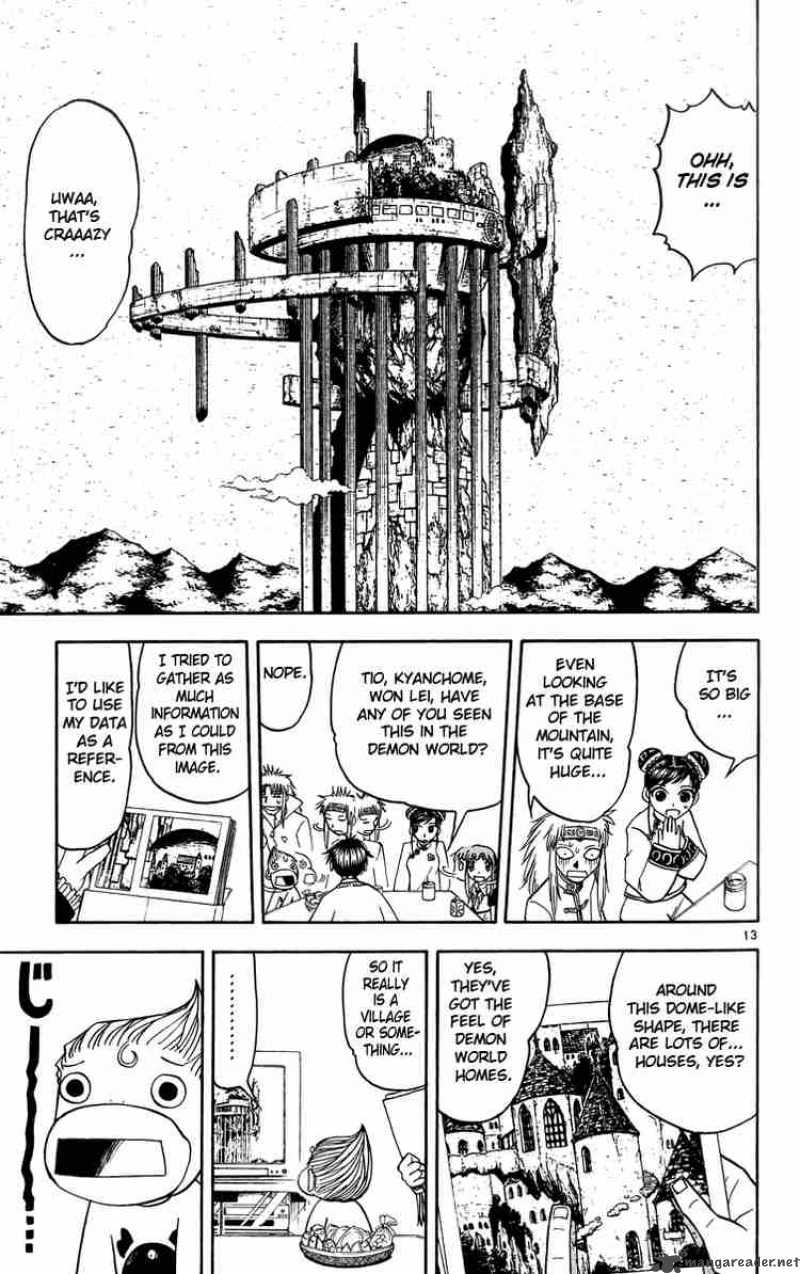 OHH,
THIS IS
...
UWAA,
THAT'S
CRAAAZY
...
IT'S
SO BIG
...
EVEN
LOOKING
AT THE BASE
OF THE
MOUNTAIN,
IT'S QUITE
HUGE...
TIO, KYANCHOME,
WON LEI, HAVE
ANY OF YOU SEEN
THIS IN THE
DEMON WORLD?
NOPE.
I TRIED TO
GATHER AS
MUCH
INFORMATION
AS I COULD
FROM THIS
IMAGE.
I'D LIKE
TO USE
MY DATA
AS A
REFER-
ENCE.
13
AROUND
THIS DOME-LIKE
SHAPE, THERE
ARE LOTS OF...
HOUSES, YES?
YES,
THEY'VE
GOT THE
FEEL OF
DEMON
WORLD
HOMES.
SO IT
REALLY
IS A
VILLAGE
OR SOME-
THING...
.........
じーーー...
mangareader.net